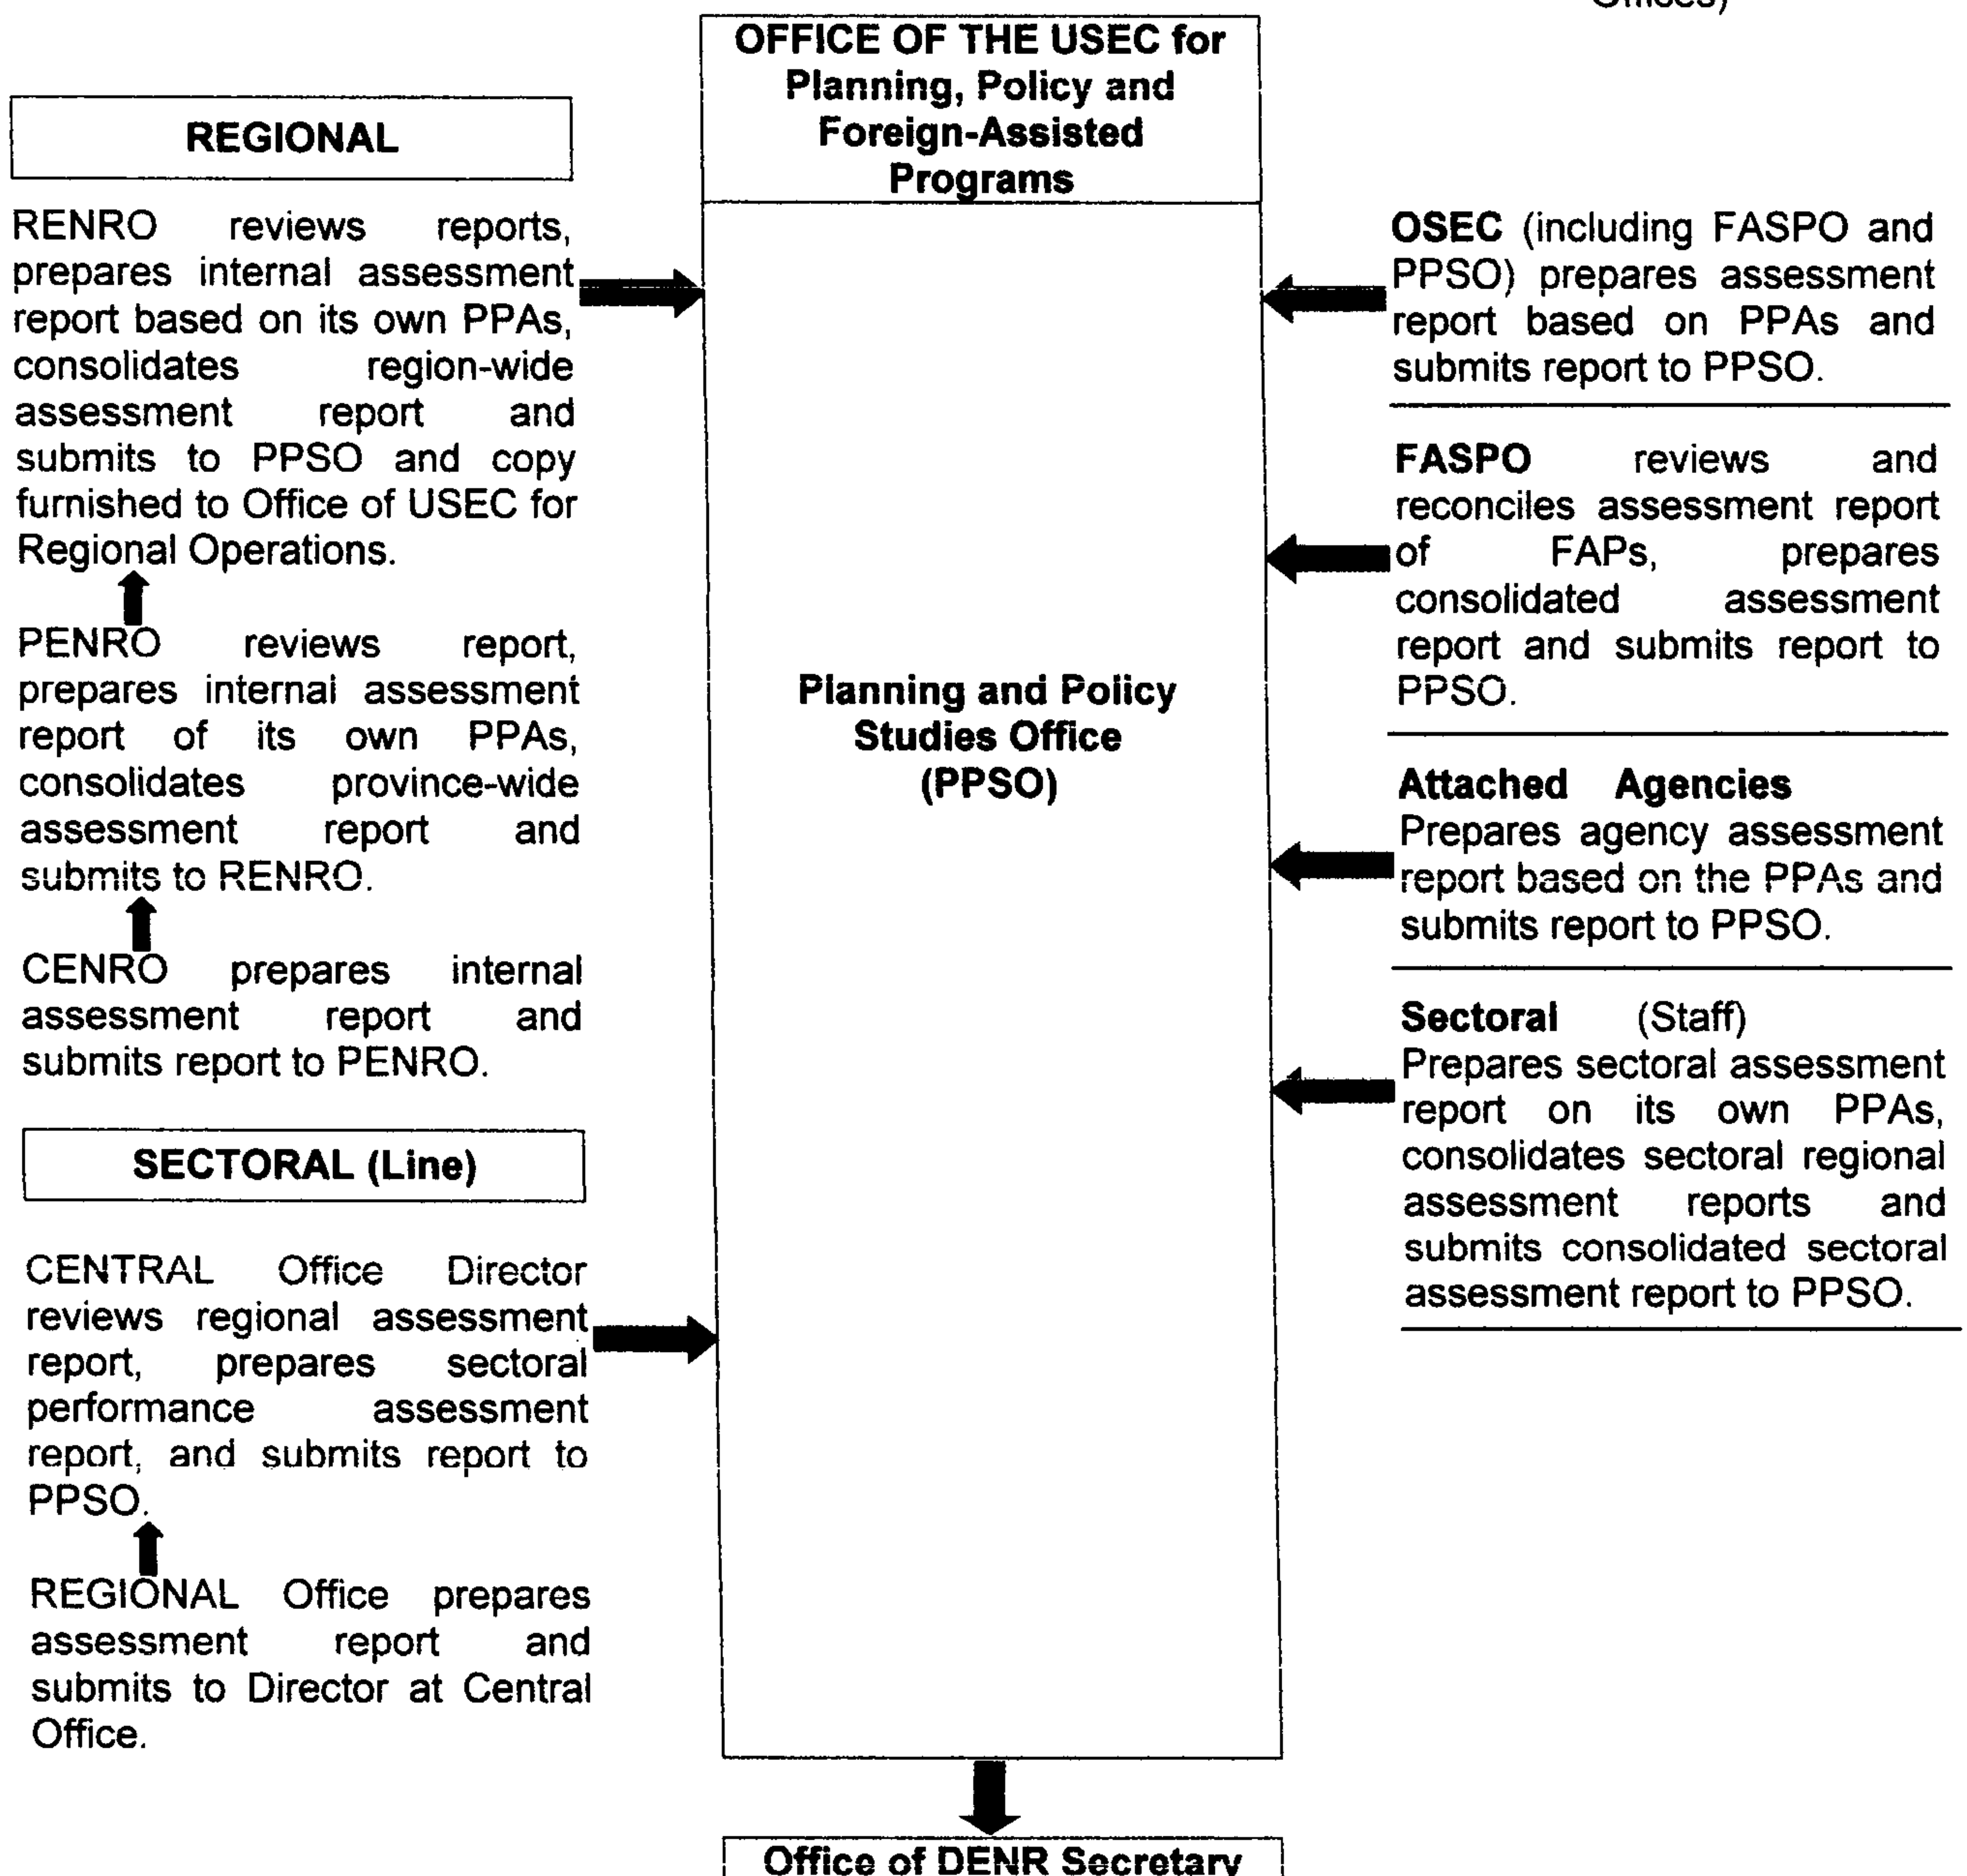 Offices)
OFFICE OF THE USEC for
Planning, Policy and
Foreign-Assisted
Programs
REGIONAL
RENRO reviews reports,
prepares internal assessment
report based on its own PPAs,
consolidates region-wide
assessment report and
submits to PPSO and copy
furnished to Office of USEC for
Regional Operations.
PENRO reviews report,
prepares internal assessment
report of its own PPAs,
consolidates province-wide
assessment report and
submits to RENRO.
CENRO prepares internal
assessment report and
submits report to PENRO.
SECTORAL (Line)
CENTRAL Office Director
reviews regional assessment
report, prepares sectoral
performance assessment
report, and submits report to
PPSO.
REGIONAL Office prepares
assessment report and
submits to Director at Central
Office.
Planning and Policy
Studies Office
(PPSO)
OSEC (including FASPO and
PPSO) prepares assessment
report based on PPAs and
submits report to PPSO.
FASPO reviews and
reconciles assessment report
of FAPs, prepares
consolidated assessment
report and submits report to
PPSO.
Attached Agencies
Prepares agency assessment
report based on the PPAs and
submits report to PPSO.
Sectoral (Staff)
Prepares sectoral assessment
report on its own PPAs,
consolidates sectoral regional
assessment reports and
submits consolidated sectoral
assessment report to PPSO.
Office of DENR Secretary